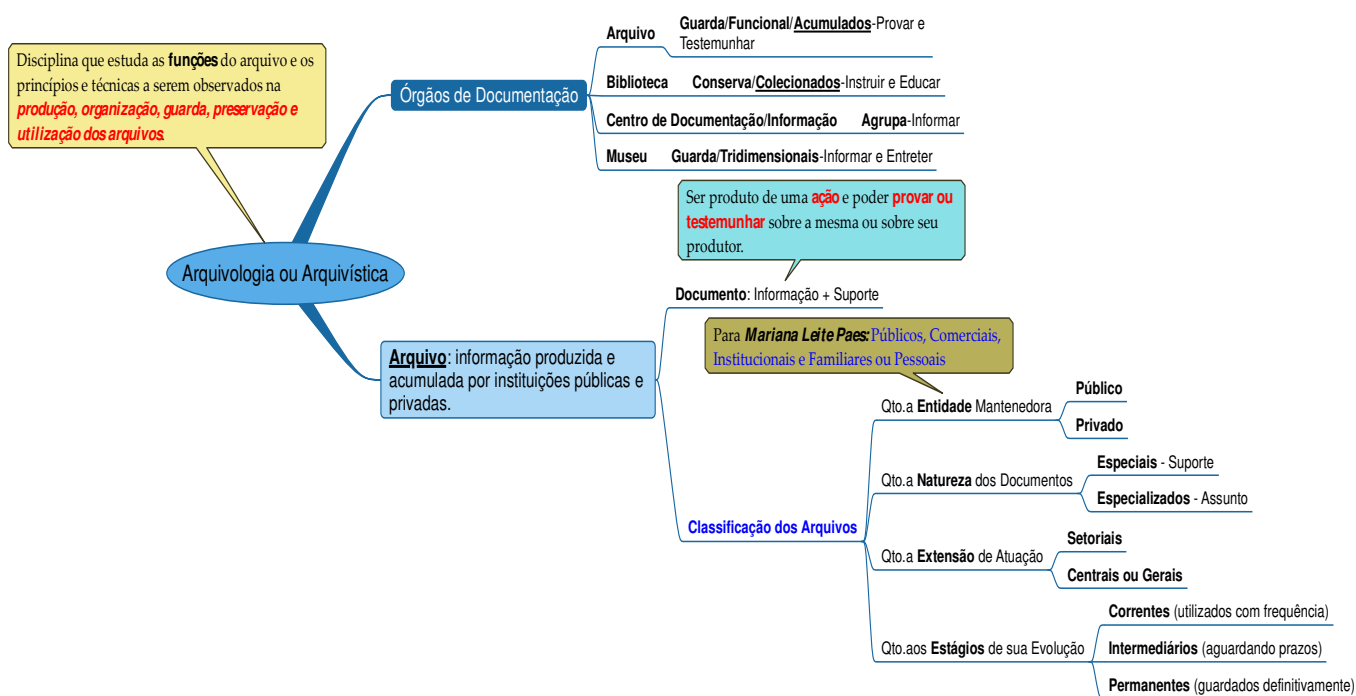 Disciplina que estuda as funções do arquivo e os
princípios e técnicas a serem observados na
produção, organização, guarda, preservação e
utilização dos arquivos.
Arquivologia ou Arquivística
Órgãos de Documentação
Arquivo Guarda/Funcional/Acumulados-Provar e
Testemunhar
Biblioteca Conserva/Colecionados-Instruir e Educar
Centro de Documentação/Informação Agrupa-Informar
Museu Guarda/Tridimensionais-Informar e Entreter
Arquivo: informação produzida e
acumulada por instituições públicas e
privadas.
Ser produto de uma ação e poder provar ou
testemunhar sobre a mesma ou sobre seu
produtor.
Documento: Informação + Suporte
Classificação dos Arquivos
Para Mariana Leite Paes: Públicos, Comerciais,
Institucionais e Familiares ou Pessoais
Qto.a Entidade Mantenedora
Público
Privado
Qto.a Natureza dos Documentos
Especiais - Suporte
Especializados - Assunto
Qto.a Extensão de Atuação
Setoriais
Centrais ou Gerais
Qto.aos Estágios de sua Evolução
Correntes (utilizados com frequência)
Intermediários (aguardando prazos)
Permanentes (guardados definitivamente)